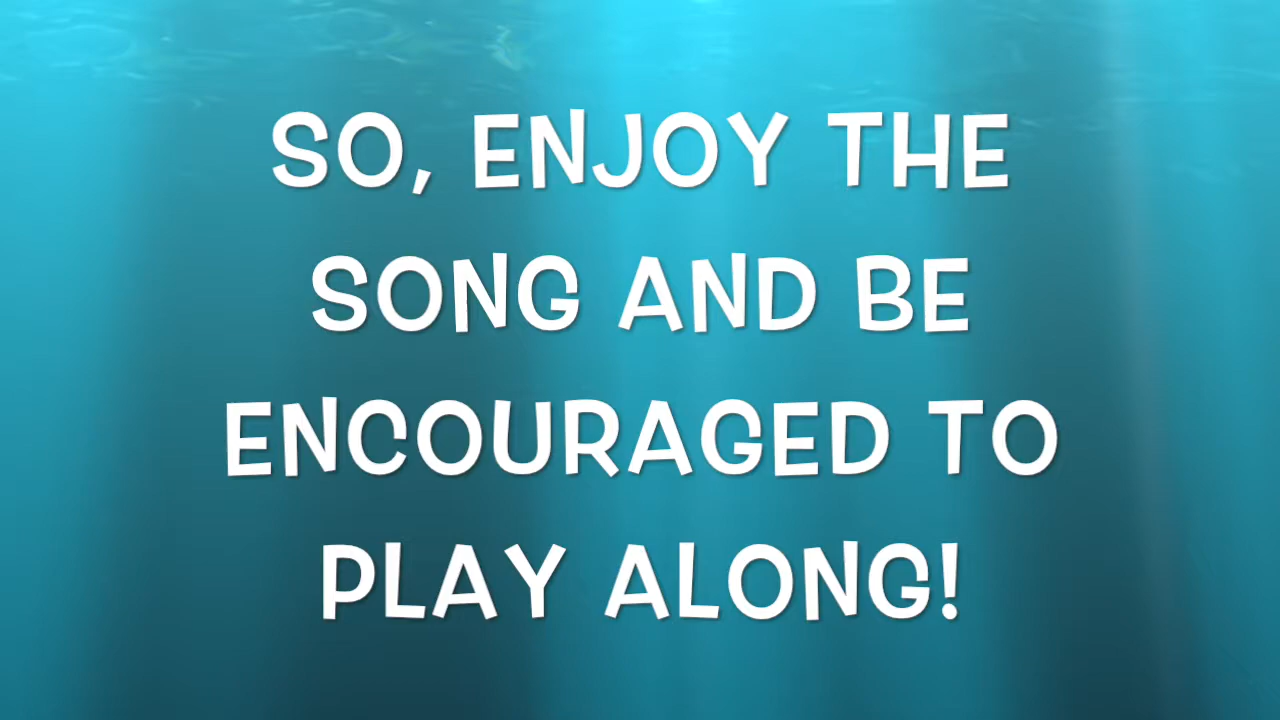 SO, ENJOY THE
SONG AND BE
ENCOURAGED TO
PLAY ALONG!